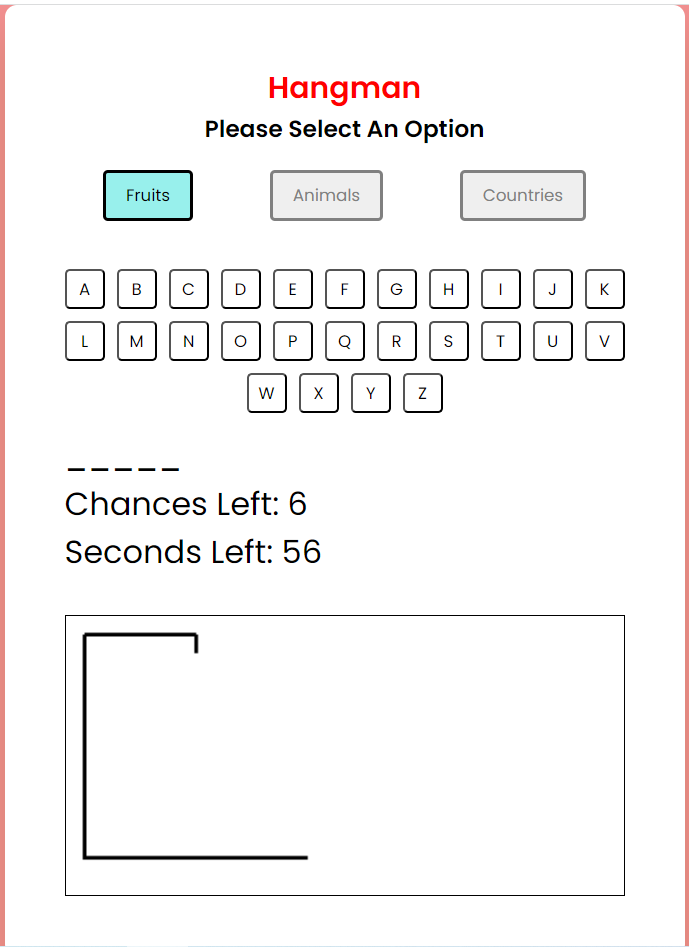 Hangman
Please Select An Option
Fruits Animals Countries
A B C D E F G H I J K
L M N O P Q R S T U V
W X Y Z
_ _ _ _ _
Chances Left: 6
Seconds Left: 56